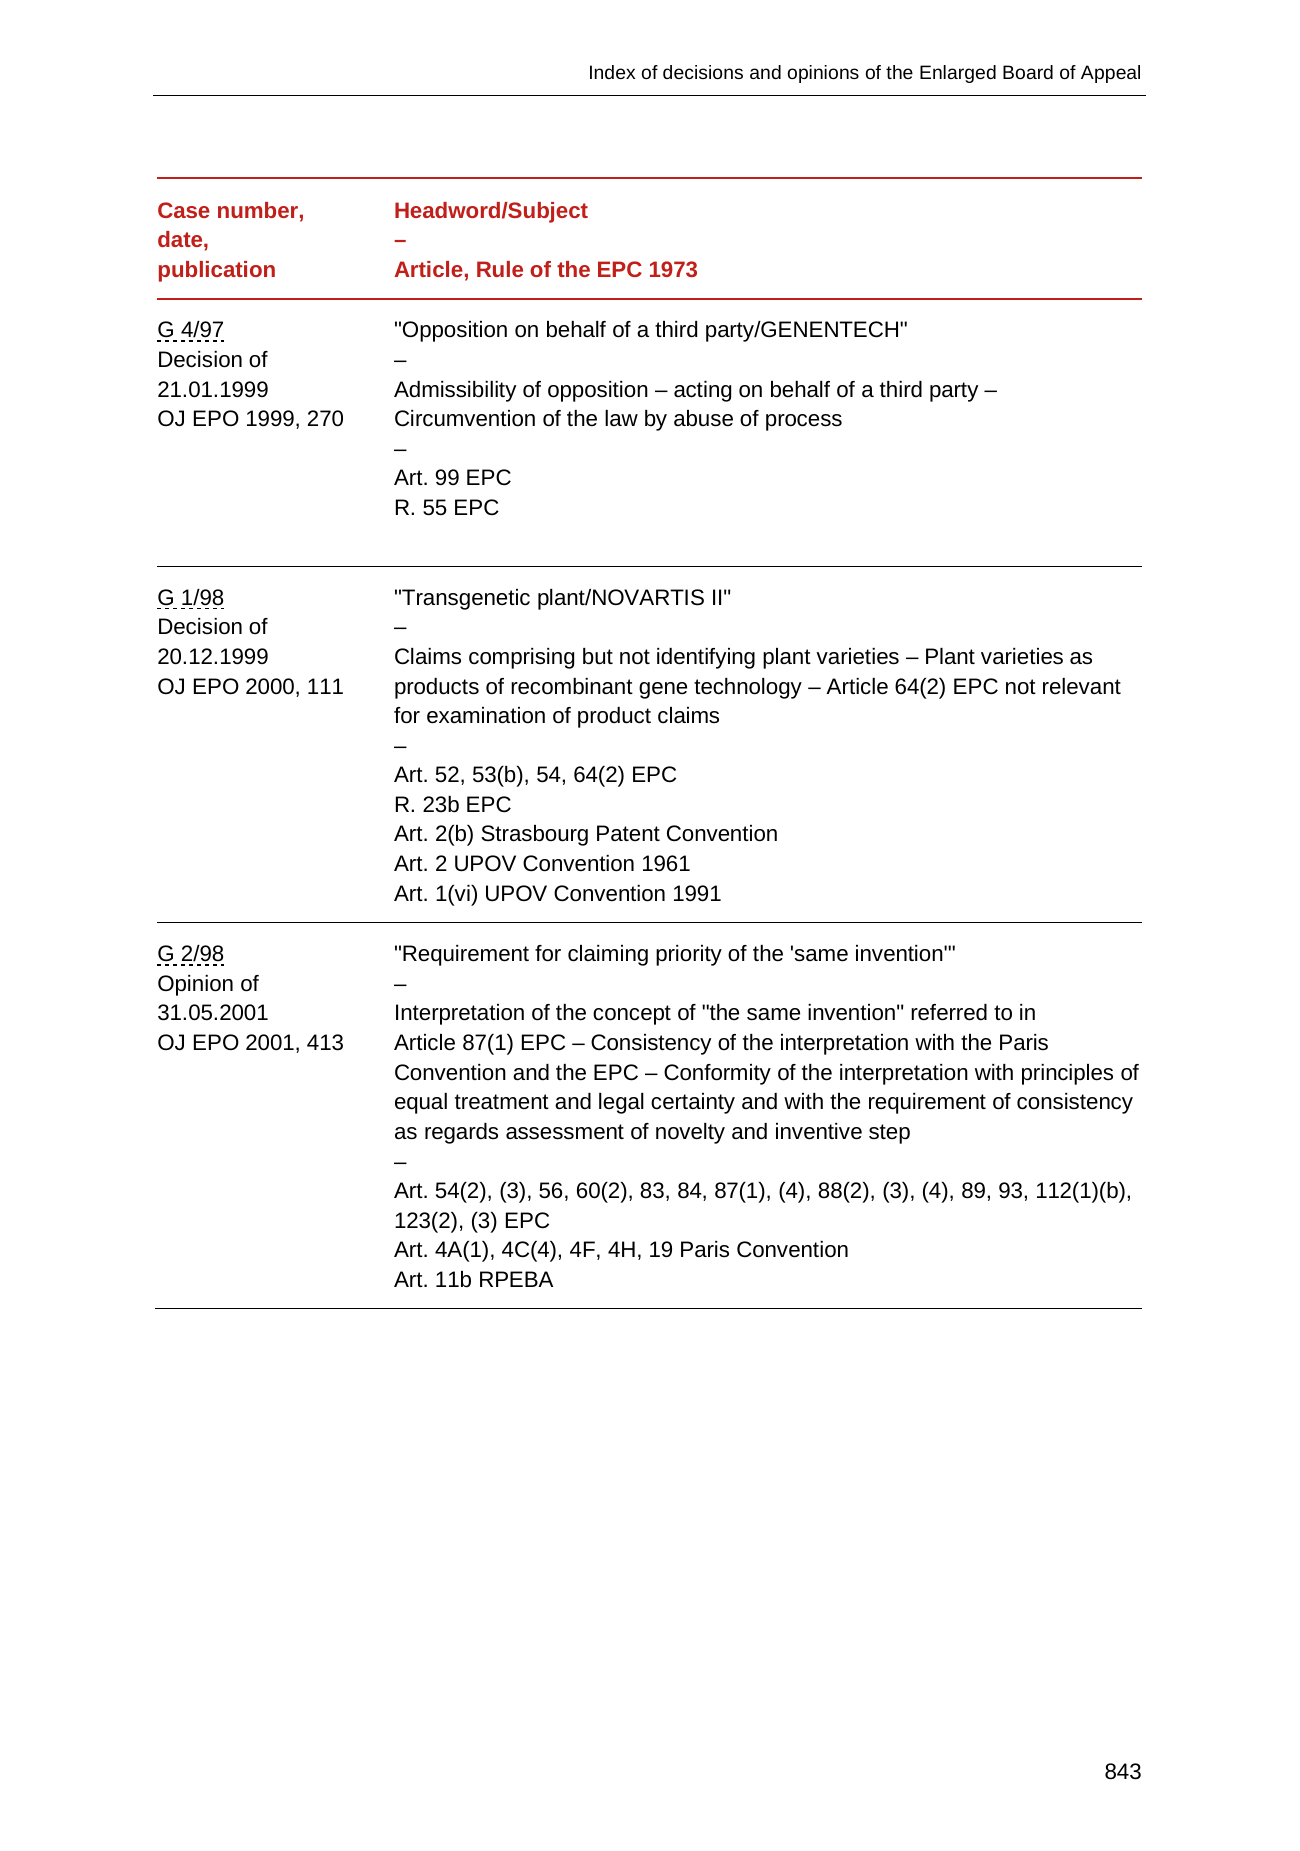 Index of decisions and opinions of the Enlarged Board of Appeal
Case number,
date,
publication
Headword/Subject
–
Article, Rule of the EPC 1973
G 4/97
Decision of
21.01.1999
OJ EPO 1999, 270
"Opposition on behalf of a third party/GENENTECH"
–
Admissibility of opposition – acting on behalf of a third party –
Circumvention of the law by abuse of process
–
Art. 99 EPC
R. 55 EPC
G 1/98
Decision of
20.12.1999
OJ EPO 2000, 111
"Transgenetic plant/NOVARTIS II"
–
Claims comprising but not identifying plant varieties – Plant varieties as
products of recombinant gene technology – Article 64(2) EPC not relevant
for examination of product claims
–
Art. 52, 53(b), 54, 64(2) EPC
R. 23b EPC
Art. 2(b) Strasbourg Patent Convention
Art. 2 UPOV Convention 1961
Art. 1(vi) UPOV Convention 1991
G 2/98
Opinion of
31.05.2001
OJ EPO 2001, 413
"Requirement for claiming priority of the 'same invention'"
–
Interpretation of the concept of "the same invention" referred to in
Article 87(1) EPC – Consistency of the interpretation with the Paris
Convention and the EPC – Conformity of the interpretation with principles of
equal treatment and legal certainty and with the requirement of consistency
as regards assessment of novelty and inventive step
–
Art. 54(2), (3), 56, 60(2), 83, 84, 87(1), (4), 88(2), (3), (4), 89, 93, 112(1)(b),
123(2), (3) EPC
Art. 4A(1), 4C(4), 4F, 4H, 19 Paris Convention
Art. 11b RPEBA
843